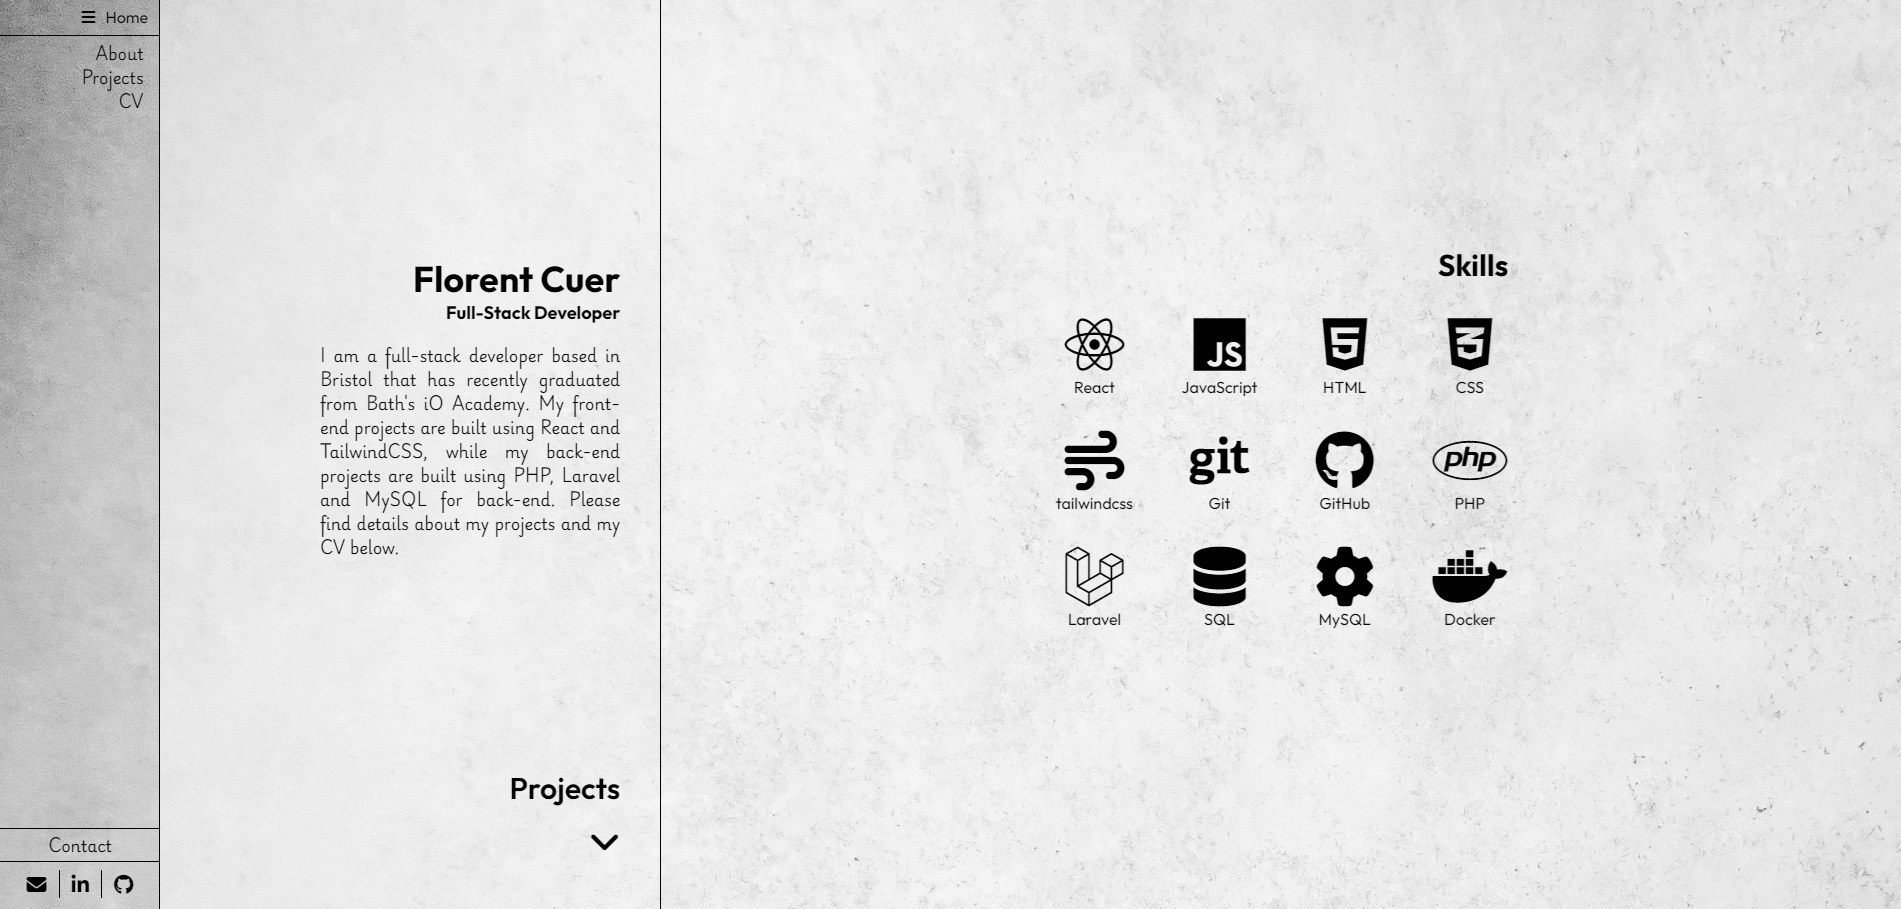 Home
About
Projects
CV
Contact
Florent Cuer
Full-Stack Developer
I am a full-stack developer based in
Bristol that has recently graduated
from Bath's iO Academy. My front-
end projects are built using React and
TailwindCSS, while my back-end
projects are built using PHP, Laravel
and MySQL for back-end. Please
find details about my projects and my
CV below.
Projects
Skills
JS
5
3
React
JavaScript
HTML
CSS
git
php
tailwindcss
Git
GitHub
PHP
Laravel
SQL
MySQL
Docker
in